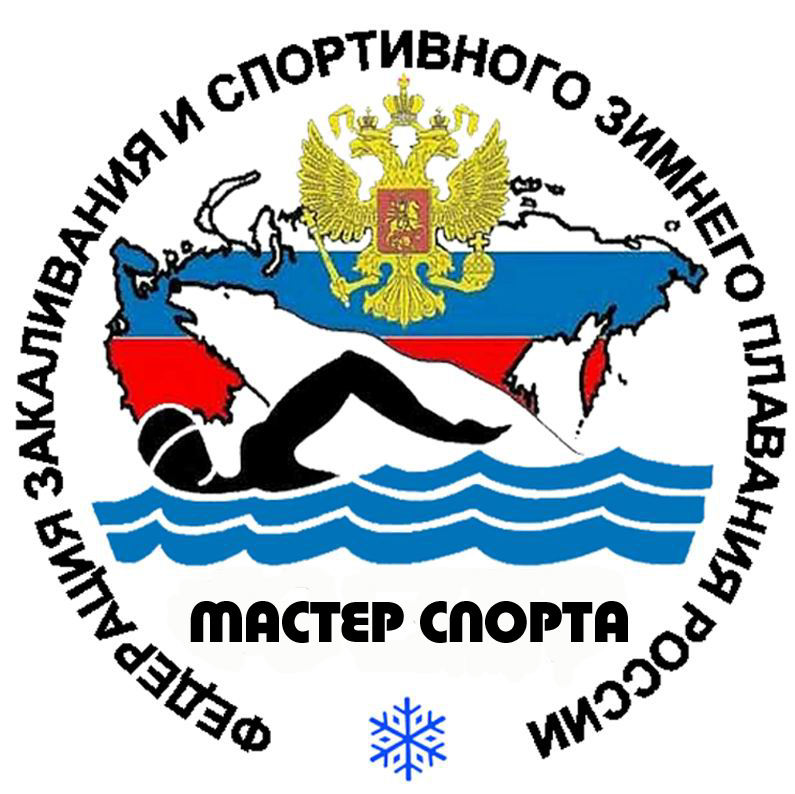 ФЕДЕРАЦИЯ ЗАКАЛИВАНИЯ И СПОРТИВНОГО ЗИМНЕГО ПЛАВАНИЯ РОССИИ
МАСТЕР СПОРТА